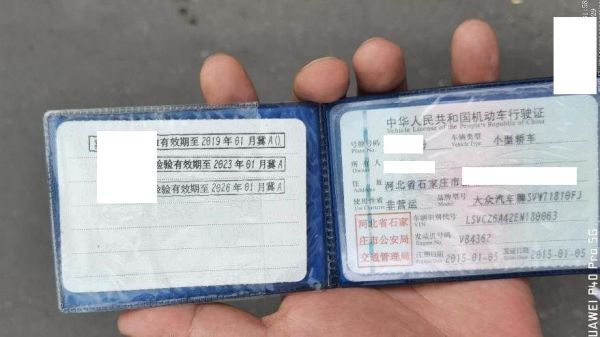 验有效期至2019年01月冀A()
检验有效期至2023年01月冀A
检验有效期至2026年01月冀A
中华人民共和国机动车行驶证
Vehicle License of the People's Republic of China
号牌号码 车辆类型 小型轿车
Plate No. Vehicle Type
所有人
Owner
住址 河北省石家庄市
使用性质 非营运 品牌型号 大众汽车牌SVW71810FJ
Use Character Model
河北省石家
庄市公安局
交通管理局
车辆识别代号 LSVCZ6A42EN180063
VIN
发动机号码 V84362
Engine No.
注册日期 2015-01-05 发证日期 2015-01-05
HUAWEI P40 Pro 5G